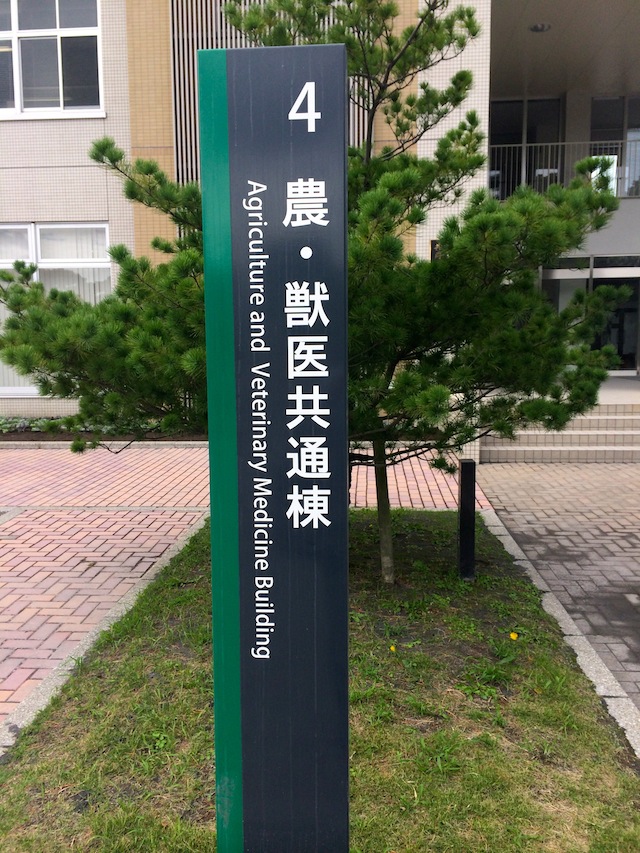 4
農・獣医共通棟
Agriculture and Veterinary Medicine Building